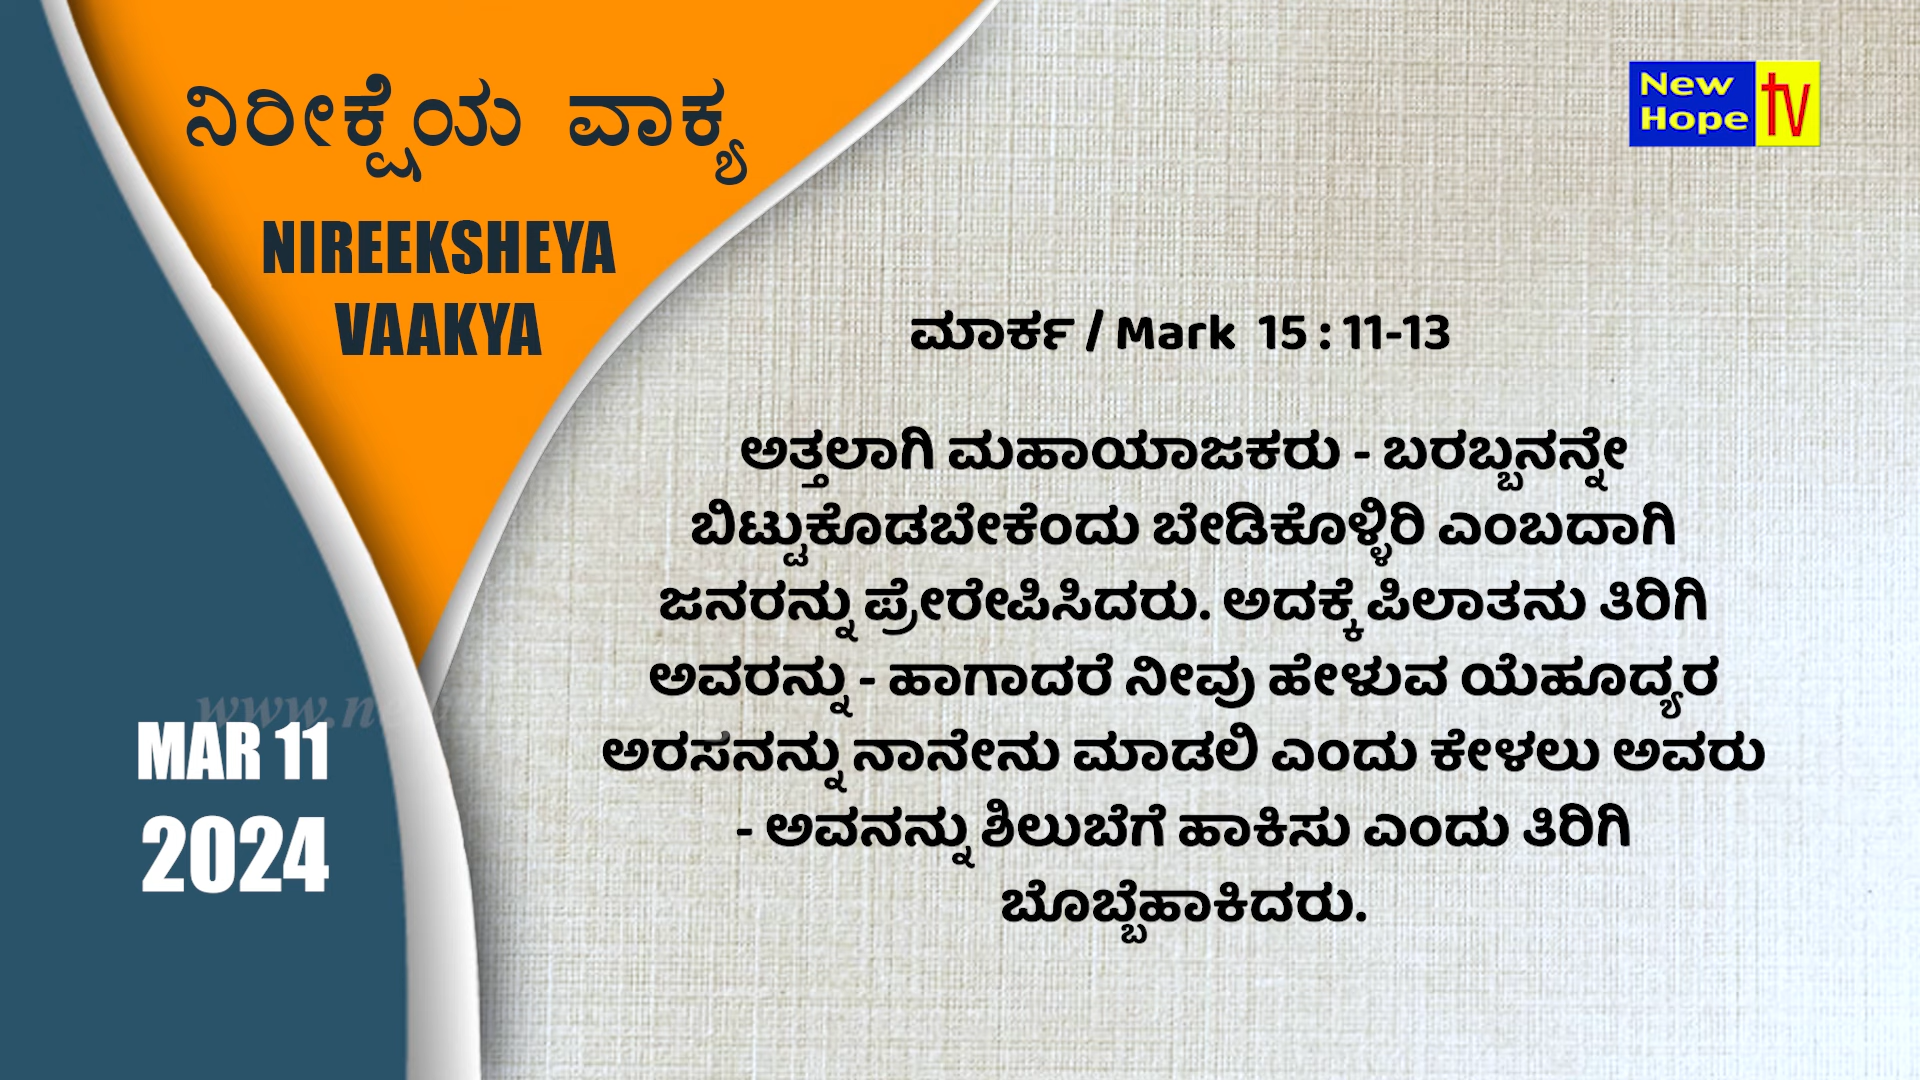 ನಿರೀಕ್ಷೆಯ ವಾಕ್ಯ
NIREEKSHEYA
VAAKYA
New
Hope
tv
ಮಾರ್ಕ / Mark 15 : 11-13
ಅತ್ತಲಾಗಿ ಮಹಾಯಾಜಕರು - ಬರಬ್ಬನನ್ನೇ
ಬಿಟ್ಟುಕೊಡಬೇಕೆಂದು ಬೇಡಿಕೊಳ್ಳಿರಿ ಎಂಬದಾಗಿ
ಜನರನ್ನು ಪ್ರೇರೇಪಿಸಿದರು. ಅದಕ್ಕೆ ಪಿಲಾತನು ತಿರಿಗಿ
ಅವರನ್ನು - ಹಾಗಾದರೆ ನೀವು ಹೇಳುವ ಯೆಹೂದ್ಯರ
ಅರಸನನ್ನು ನಾನೇನು ಮಾಡಲಿ ಎಂದು ಕೇಳಲು ಅವರು
- ಅವನನ್ನು ಶಿಲುಬೆಗೆ ಹಾಕಿಸು ಎಂದು ತಿರಿಗಿ
ಬೊಬ್ಬೆಹಾಕಿದರು.
www.n
MAR 11
2024